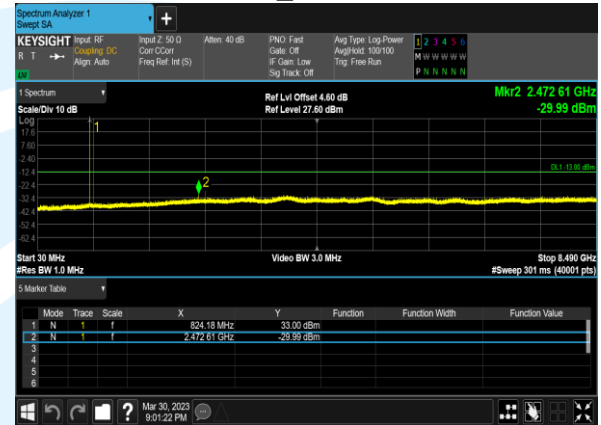 Spectrum Analyzer 1
Swept SA
+
KEYSIGHT Input: RF Input Z: 50 Ω Atten: 40 dB PNO: Fast Avg Type: Log-Power 1 2 3 4 5 6
R T Coupling: DC Corr CCorr Gate: Off Avg|Hold: 100/100 M W W W W W
Align: Auto Freq Ref: Int (S) IF Gain: Low Trig: Free Run
LXI Sig Track: Off P N N N N N
1 Spectrum Ref Lvl Offset 4.60 dB Mkr2 2.472 61 GHz
Scale/Div 10 dB Ref Level 27.60 dBm -29.99 dBm
Log
17.6
7.60
-2.40
-12.4
-22.4
-32.4
-42.4
-52.4
-62.4
1
DL1 -13.00 dBm
2
Start 30 MHz Video BW 3.0 MHz Stop 8.490 GHz
#Res BW 1.0 MHz #Sweep 301 ms (40001 pts)
5 Marker Table
Mode Trace Scale X Y Function Function Width Function Value
1 N 1 f 824.18 MHz 33.00 dBm
2 N 1 f 2.472 61 GHz -29.99 dBm
3
4
5
6
? Mar 30, 2023
9:01:22 PM